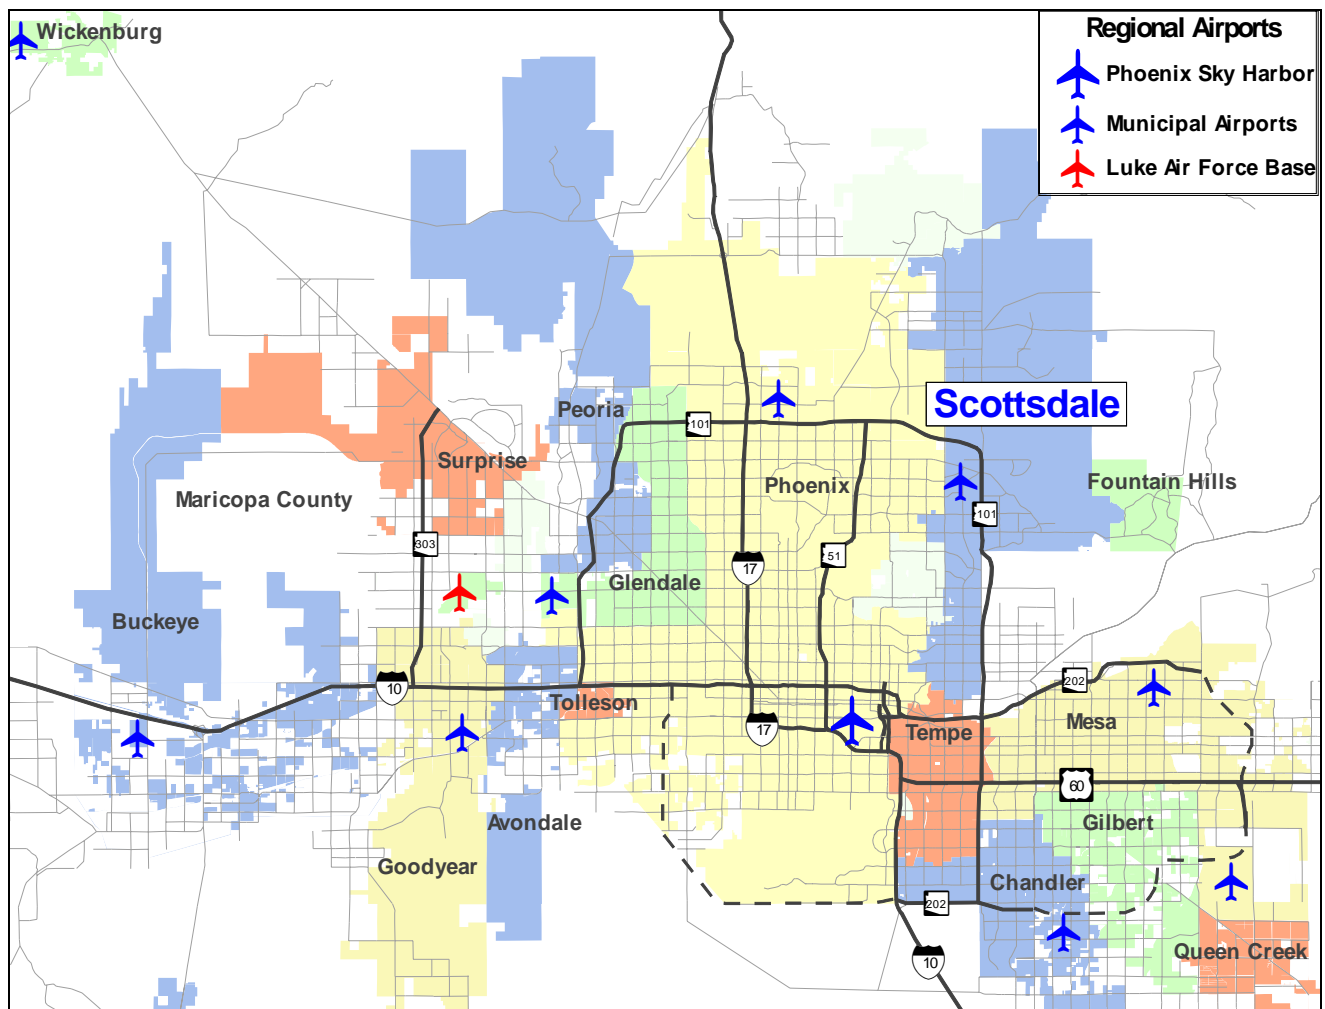 Wickenburg
Regional Airports
Phoenix Sky Harbor
Municipal Airports
Luke Air Force Base
Peoria
Scottsdale
101
Surprise
Maricopa County
Phoenix
Fountain Hills
101
303
51
17
Glendale
Buckeye
10
202
Tolleson
17
Tempe
Mesa
60
Avondale
Gilbert
Goodyear
Chandler
202
Queen Creek
10